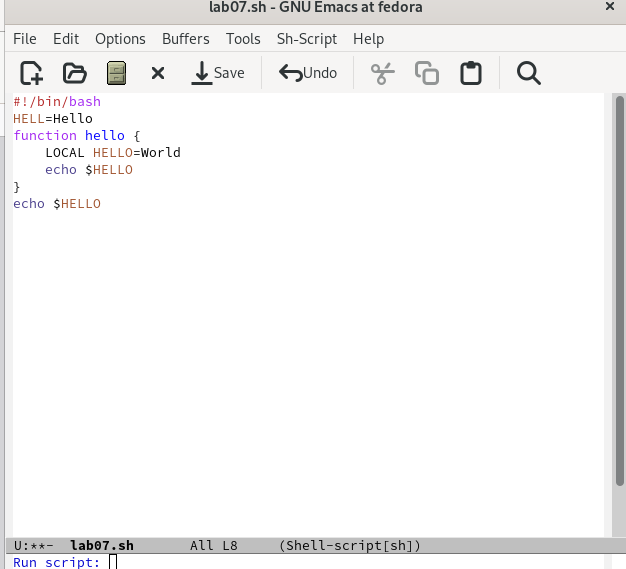 lab07.sh - GNU Emacs at fedora
File Edit Options Buffers Tools Sh-Script Help
Save Undo
#!/bin/bash
HELL=Hello
function hello {
    LOCAL HELLO=World
    echo $HELLO
}
echo $HELLO
U:**-  lab07.sh       All L8     (Shell-script[sh])
Run script: